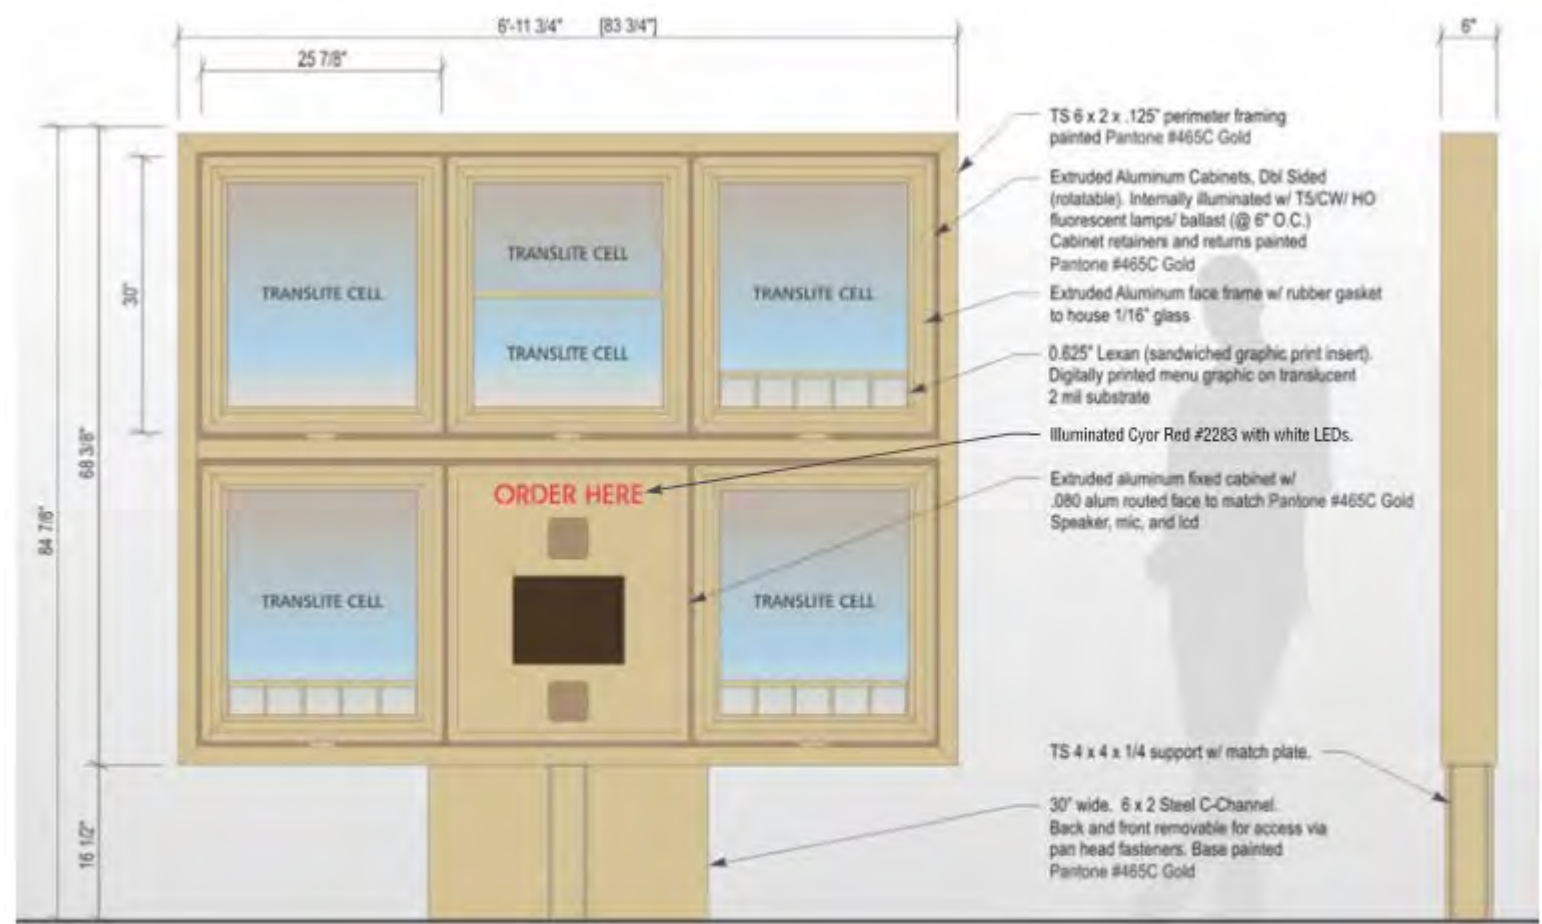 6'-11 3/4" [83 3/4"]
6"
25 7/8"
TS 6 x 2 x .125" perimeter framing
painted Pantone #465C Gold
Extruded Aluminum Cabinets, Dbl Sided
(rotatable). Internally illuminated w/ T5/CW/ HO
fluorescent lamps/ ballast (@ 6" O.C.)
Cabinet retainers and returns painted
Pantone #465C Gold
Extruded Aluminum face frame w/ rubber gasket
to house 1/16" glass
0.625" Lexan (sandwiched graphic print insert).
Digitally printed menu graphic on translucent
2 mil substrate
Illuminated Cyor Red #2283 with white LEDs.
Extruded aluminum fixed cabinet w/
.080 alum routed face to match Pantone #465C Gold
Speaker, mic, and lcd
TRANSLITE CELL
TRANSLITE CELL
TRANSLITE CELL
TRANSLITE CELL
30"
68 3/8"
84 7/8"
ORDER HERE
TRANSLITE CELL
TRANSLITE CELL
16 1/2"
TS 4 x 4 x 1/4 support w/ match plate.
30" wide. 6 x 2 Steel C-Channel.
Back and front removable for access via
pan head fasteners. Base painted
Pantone #465C Gold